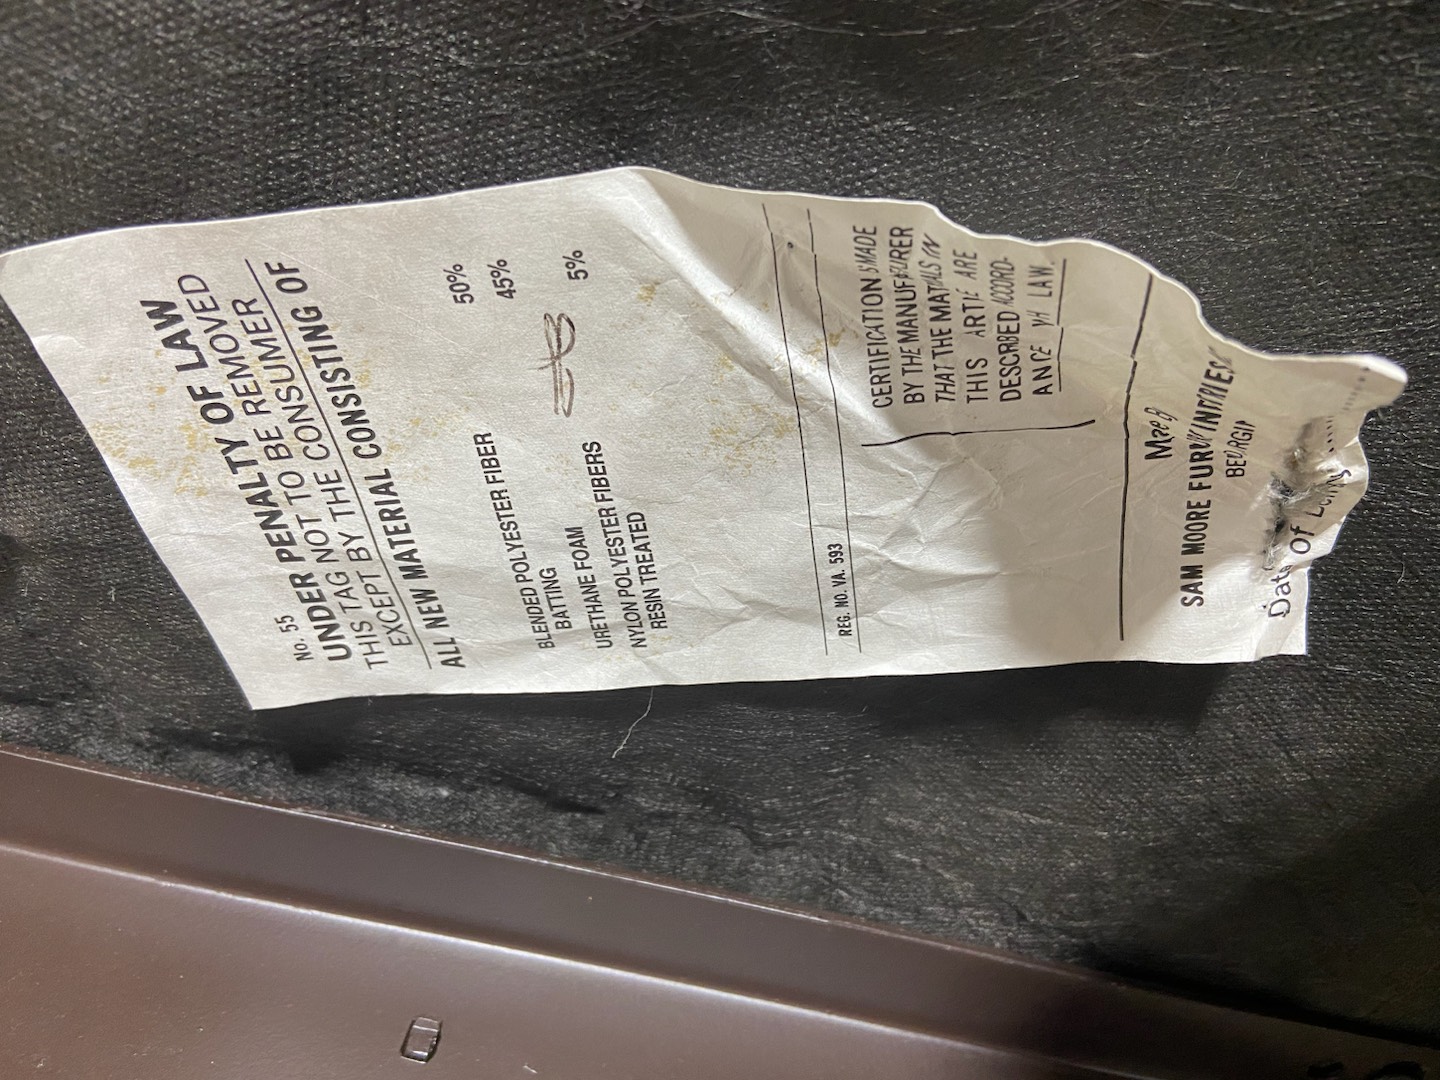 No. 55
UNDER PENALTY OF LAW
THIS TAG NOT TO BE REMOVED
EXCEPT BY THE CONSUMER
ALL NEW MATERIAL CONSISTING OF
BLENDED POLYESTER FIBER
BATTING 50%
URETHANE FOAM 45%
NYLON POLYESTER FIBERS
RESIN TREATED 5%
REG. NO. VA. 593
CERTIFICATION MADE
BY THE MANUFACTURER
THAT THE MATERIALS IN
THIS ARTICLE ARE
DESCRIBED ACCORD-
ANCE LAW.
SAM MOORE FURNITURE
Date of